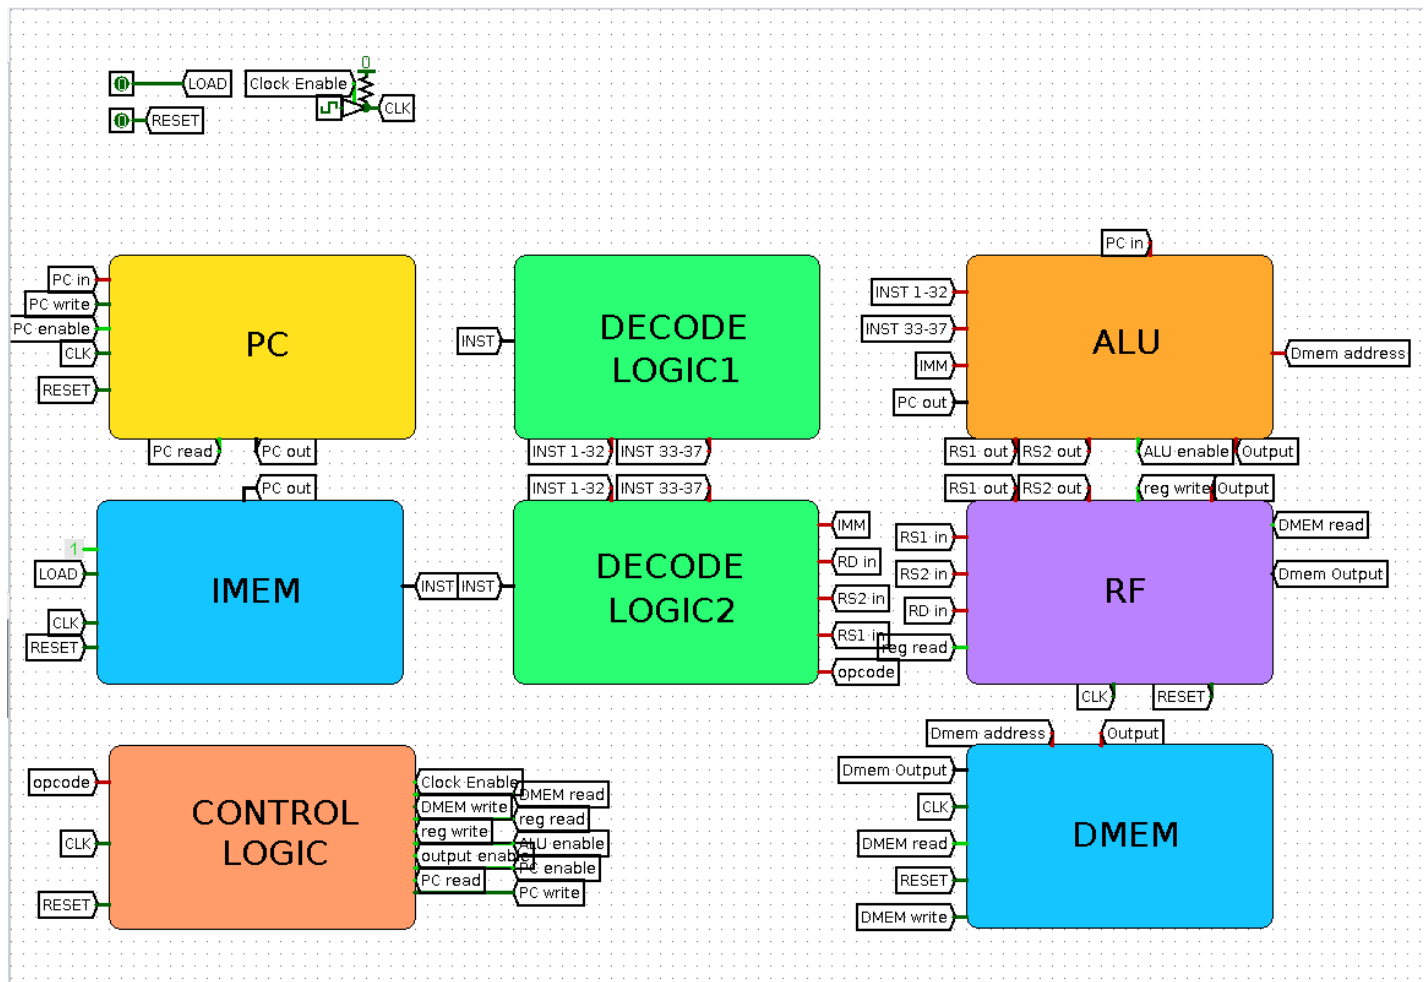 0
LOAD
Clock Enable
CLK
RESET
PC in
PC in
PC write
PC enable
CLK
RESET
PC
PC read
PC out
INST
DECODE
LOGIC1
INST 1-32
INST 33-37
INST 1-32
INST 33-37
IMM
PC out
ALU
Dmem address
RS1 out
RS2 out
ALU enable
Output
PC out
1
LOAD
CLK
RESET
IMEM
INST
INST
INST 1-32
INST 33-37
DECODE
LOGIC2
IMM
RD in
RS2 in
RS1 in
opcode
RS1 out
RS2 out
reg write
Output
RS1 in
RS2 in
RD in
reg read
RF
DMEM read
Dmem Output
CLK
RESET
opcode
CLK
RESET
CONTROL
LOGIC
Clock Enable
DMEM read
DMEM write
reg read
reg write
ALU enable
output enable
PC enable
PC read
PC write
Dmem address
Output
Dmem Output
CLK
DMEM read
RESET
DMEM write
DMEM